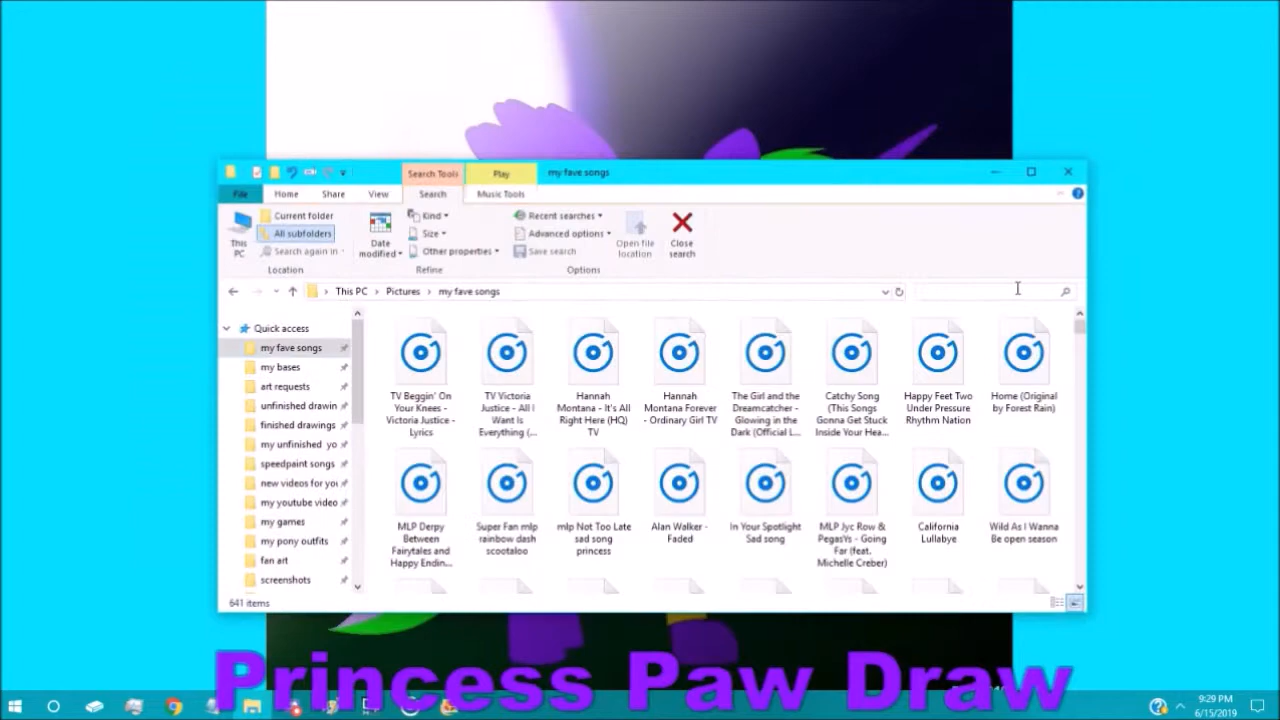 Search Tools Play my fave songs
File Home Share View Search Music Tools
Current folder
All subfolders
Search again in
This PC
Location
Date modified
Kind
Size
Other properties
Refine
Recent searches
Advanced options
Save search
Open file location
Options
Close search
This PC > Pictures > my fave songs
Quick access
my fave songs
my bases
art requests
unfinished drawin
finished drawings
my unfinished yo
speedpaint songs
new videos for you
my youtube video
my games
my pony outfits
fan art
screenshots
TV Beggin' On
Your Knees -
Victoria Justice -
Lyrics
TV Victoria
Justice - All I
Want Is
Everything (...
Hannah
Montana - It's All
Right Here (HQ)
TV
Hannah
Montana Forever
- Ordinary Girl TV
The Girl and the
Dreamcatcher -
Glowing in the
Dark (Official L...
Catchy Song
(This Songs
Gonna Get Stuck
Inside Your Hea...
Happy Feet Two
Under Pressure
Rhythm Nation
Home (Original
by Forest Rain)
MLP Derpy
Between
Fairytales and
Happy Endin...
Super Fan mlp
rainbow dash
scootaloo
mlp Not Too Late
sad song
princess
Alan Walker -
Faded
In Your Spotlight
Sad song
MLP Jyc Row &
PegasYs - Going
Far (feat.
Michelle Creber)
California
Lullabye
Wild As I Wanna
Be open season
641 items
Princess Paw Draw
9:29 PM
6/15/2019